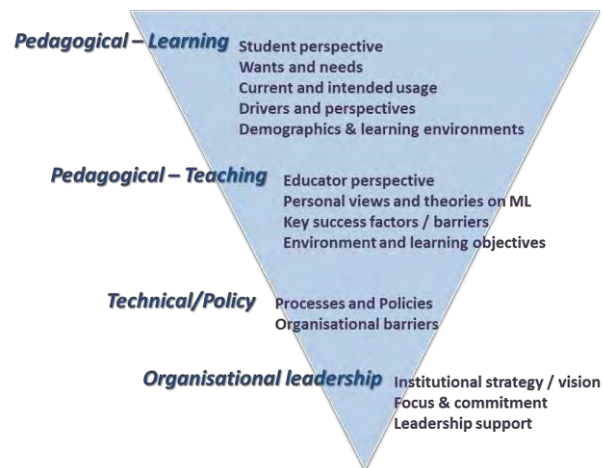 Pedagogical – Learning
Student perspective
Wants and needs
Current and intended usage
Drivers and perspectives
Demographics & learning environments
Pedagogical – Teaching
Educator perspective
Personal views and theories on ML
Key success factors / barriers
Environment and learning objectives
Technical/Policy
Processes and Policies
Organisational barriers
Organisational leadership
Institutional strategy / vision
Focus & commitment
Leadership support